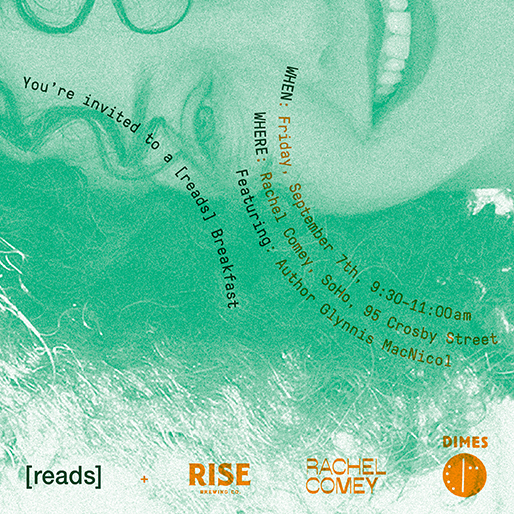 You're invited to a [reads] Breakfast
WHEN: Friday, September 7th, 9:30–11:00am
WHERE: Rachel Comey, SoHo, 95 Crosby Street
Featuring: Author Glynnis MacNicol
[reads]
+
RISE
BREWING CO.
RACHEL
COMEY
DIMES